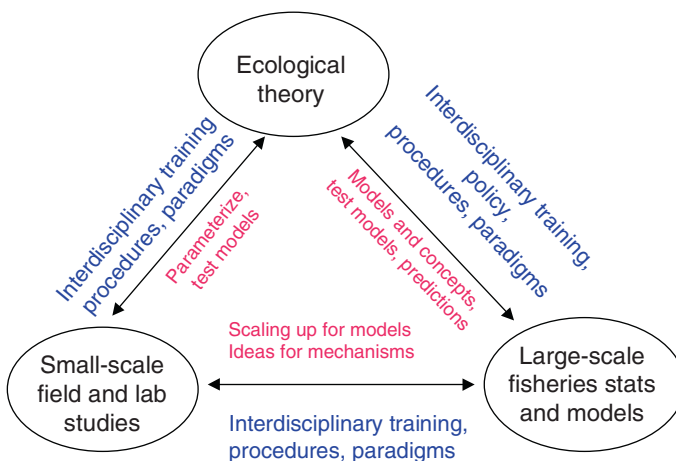 Ecological
theory
Interdisciplinary training
procedures, paradigms
Parameterize,
test models
Models and concepts,
test models, predictions
Interdisciplinary training,
policy,
procedures, paradigms
Scaling up for models
Ideas for mechanisms
Small-scale
field and lab
studies
Large-scale
fisheries stats
and models
Interdisciplinary training,
procedures, paradigms